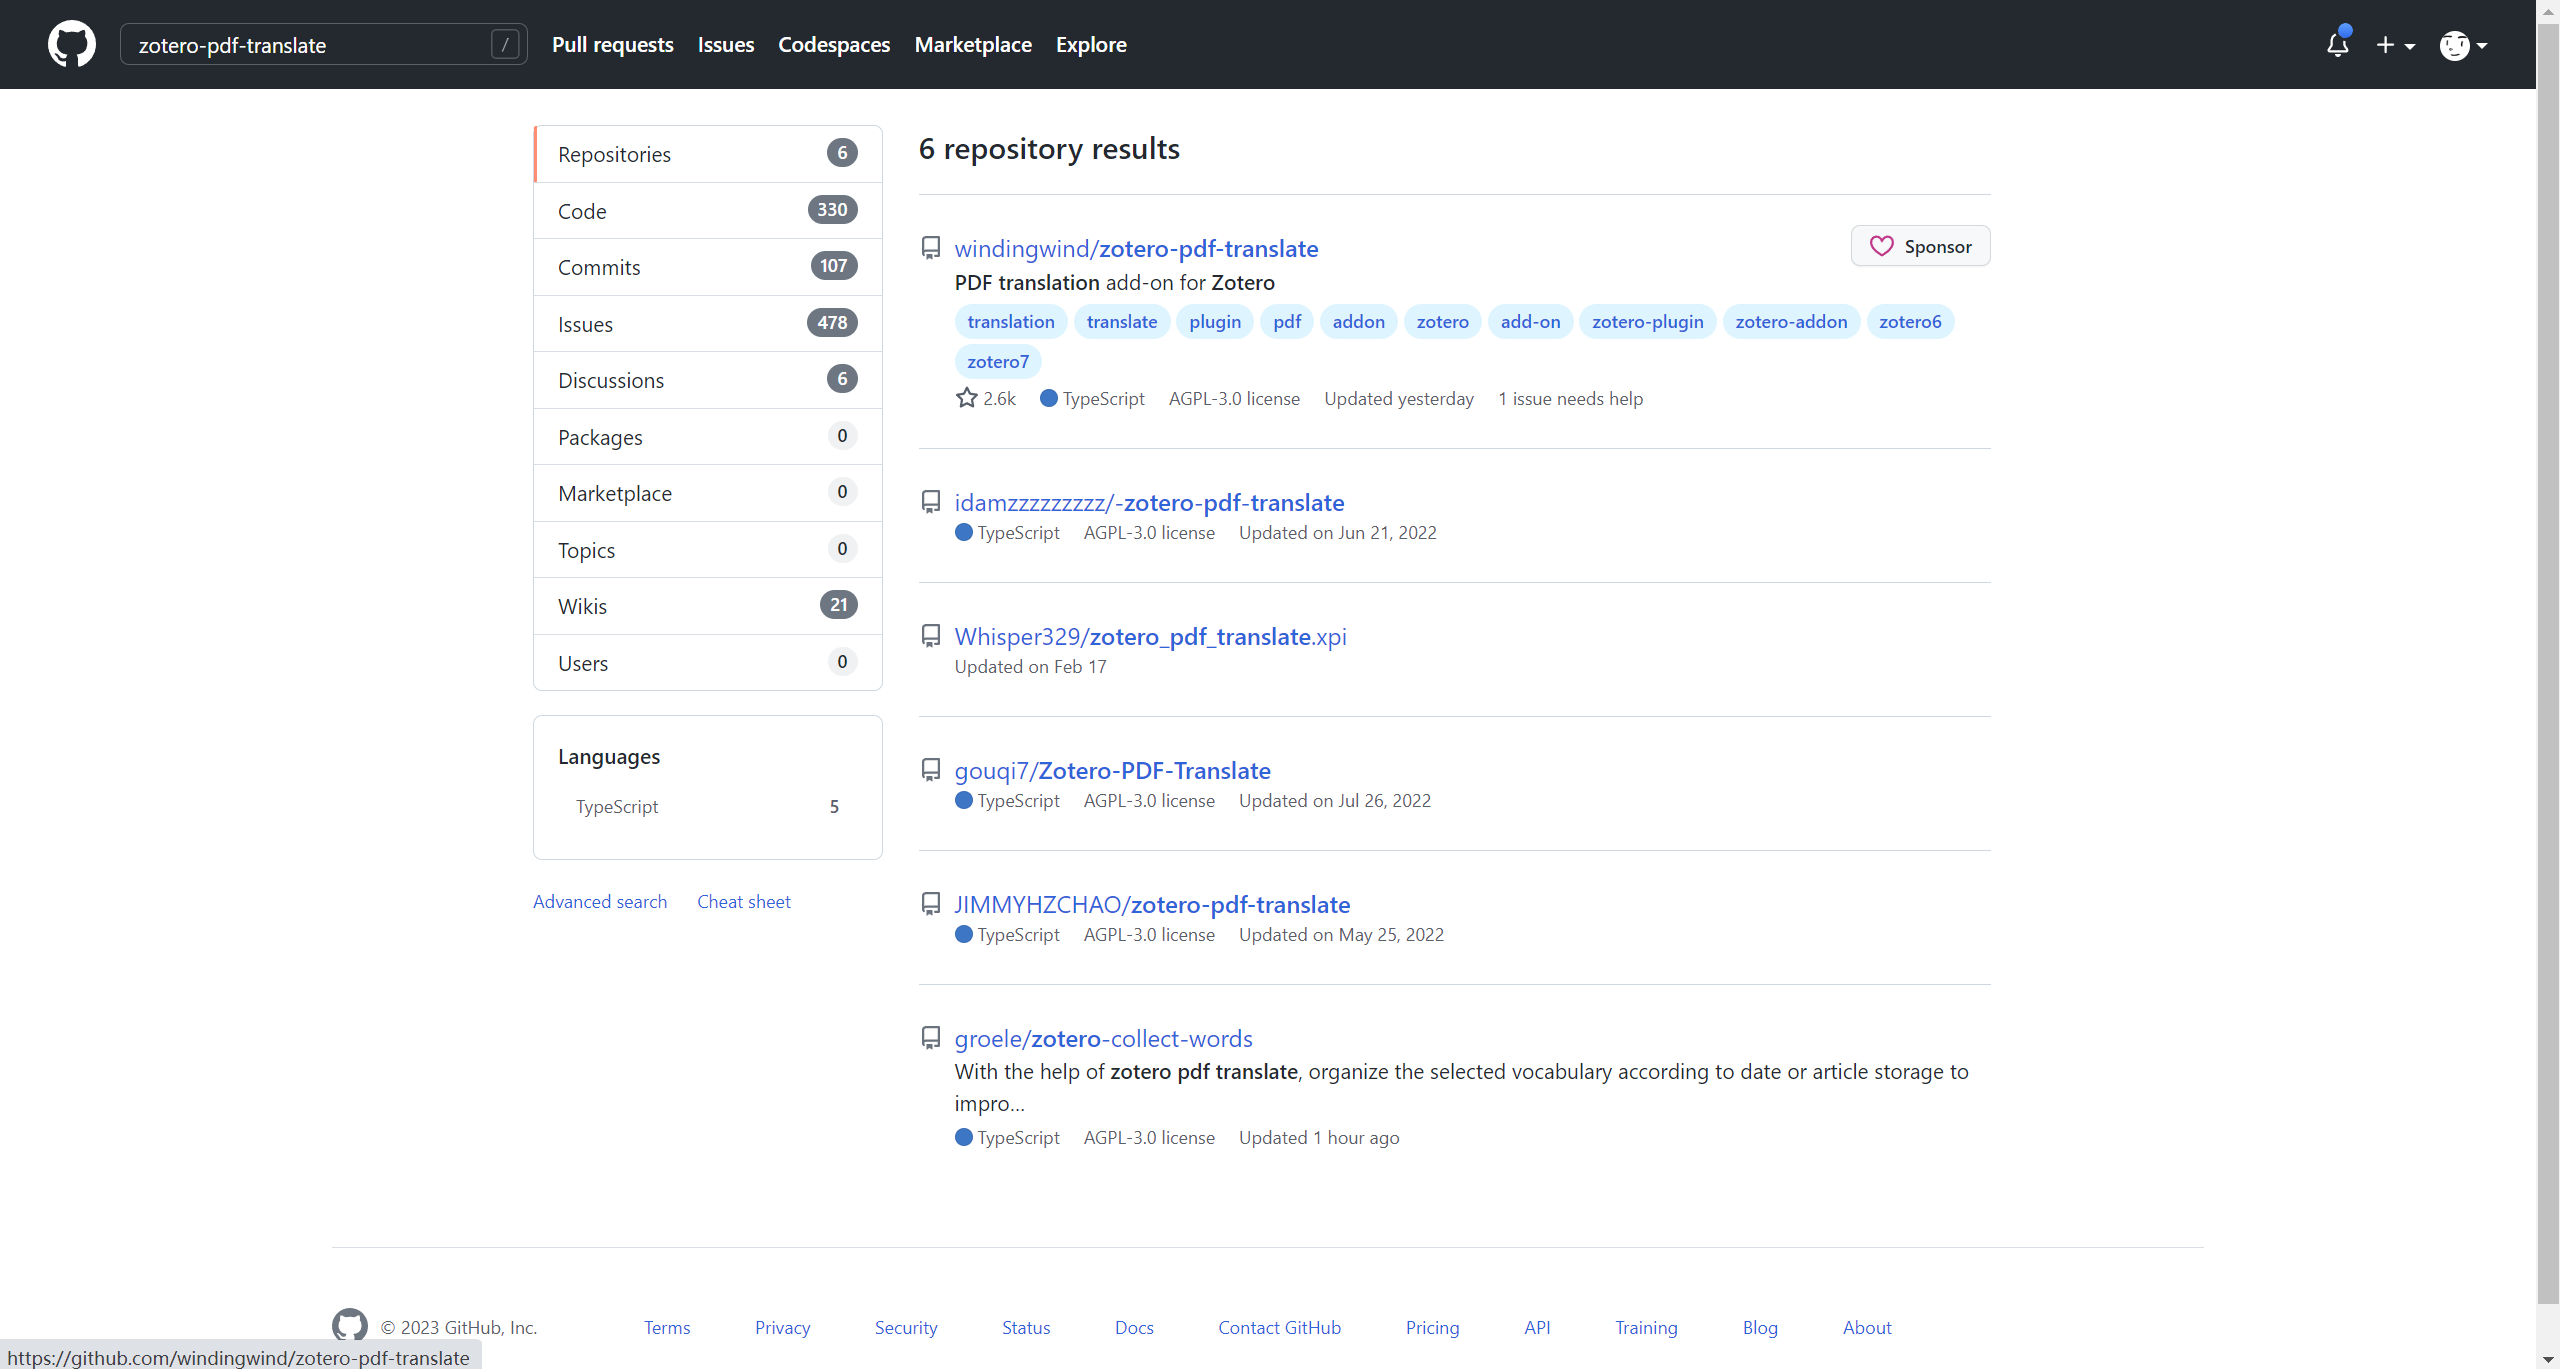 zotero-pdf-translate / Pull requests Issues Codespaces Marketplace Explore
Repositories 6
Code 330
Commits 107
Issues 478
Discussions 6
Packages 0
Marketplace 0
Topics 0
Wikis 21
Users 0
Languages
TypeScript 5
Advanced search Cheat sheet
6 repository results
windingwind/zotero-pdf-translate Sponsor
PDF translation add-on for Zotero
translation translate plugin pdf addon zotero add-on zotero-plugin zotero-addon zotero6
zotero7
2.6k TypeScript AGPL-3.0 license Updated yesterday 1 issue needs help
idamzzzzzzzzz/-zotero-pdf-translate
TypeScript AGPL-3.0 license Updated on Jun 21, 2022
Whisper329/zotero_pdf_translate.xpi
Updated on Feb 17
gouqi7/Zotero-PDF-Translate
TypeScript AGPL-3.0 license Updated on Jul 26, 2022
JIMMYHZCHAO/zotero-pdf-translate
TypeScript AGPL-3.0 license Updated on May 25, 2022
groele/zotero-collect-words
With the help of zotero pdf translate, organize the selected vocabulary according to date or article storage to
impro...
TypeScript AGPL-3.0 license Updated 1 hour ago
© 2023 GitHub, Inc. Terms Privacy Security Status Docs Contact GitHub Pricing API Training Blog About
https://github.com/windingwind/zotero-pdf-translate